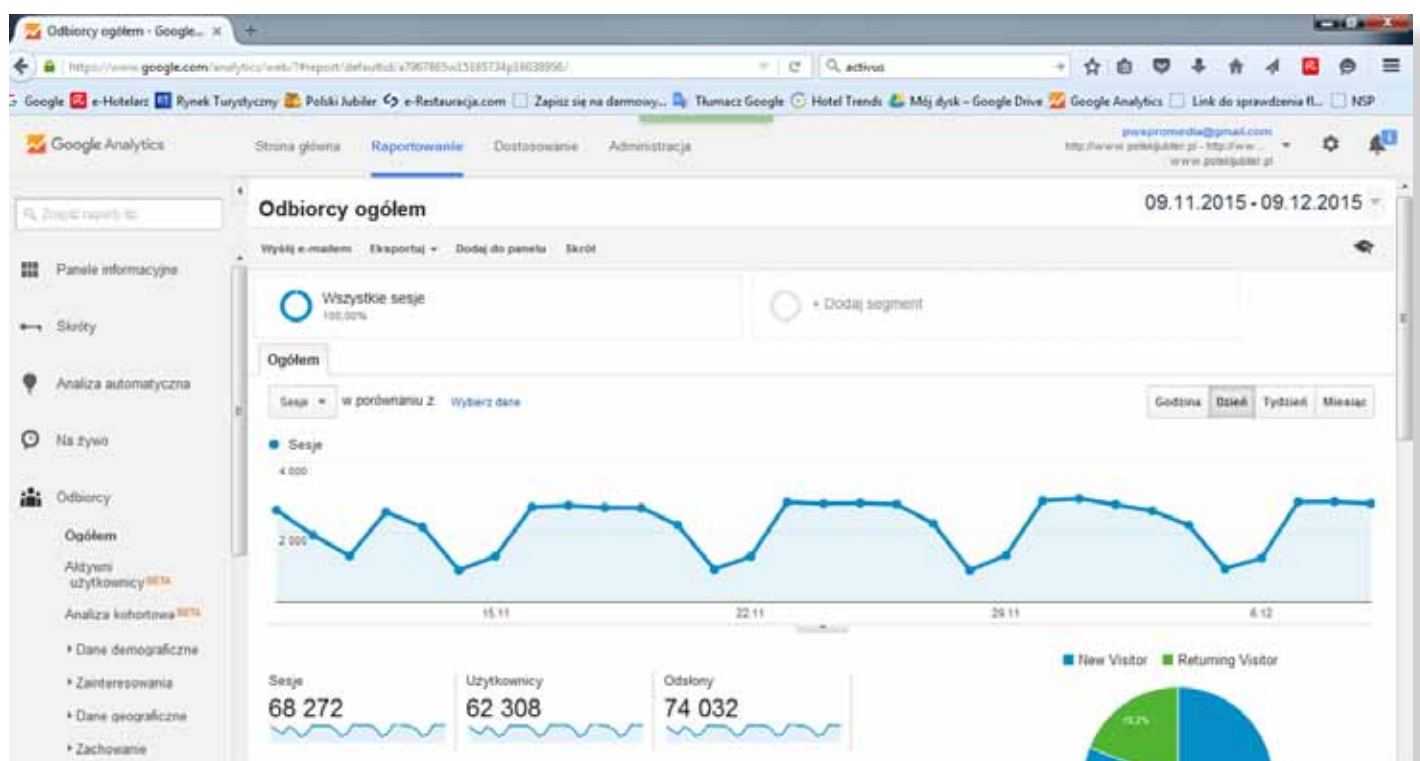 Odbiorcy ogółem - Google...
https://www.google.com/analytics/web/?#report/defaultid/
activus
Google e-Hotelarz Rynek Turystyczny Polski Jubiler e-Restauracja.com Zapisz się na darmowy... Tłumacz Google Hotel Trends Mój dysk - Google Drive Google Analytics Link do sprawdzenia fl... NSP
Google Analytics
Strona główna Raportowanie Dostosowanie Administracja
pwspromedia@gmail.com
1
Znajdź raporty
Odbiorcy ogółem
09.11.2015 - 09.12.2015
Wyślij e-mailem Eksportuj Dodaj do panelu Skrót
Panele informacyjne
Wszystkie sesje
100,00%
+ Dodaj segment
Skróty
Ogółem
Analiza automatyczna
Sesje w porównaniu z Wybierz dane
Godzina Dzień Tydzień Miesiąc
Na żywo
Sesje
4 000
2 000
15.11 22.11 29.11 6.12
Odbiorcy
Ogółem
Aktywni
użytkownicy BETA
Analiza kohortowa BETA
Dane demograficzne
Zainteresowania
Dane geograficzne
Zachowanie
New Visitor Returning Visitor
Sesje
68 272
Użytkownicy
62 308
Odsłony
74 032